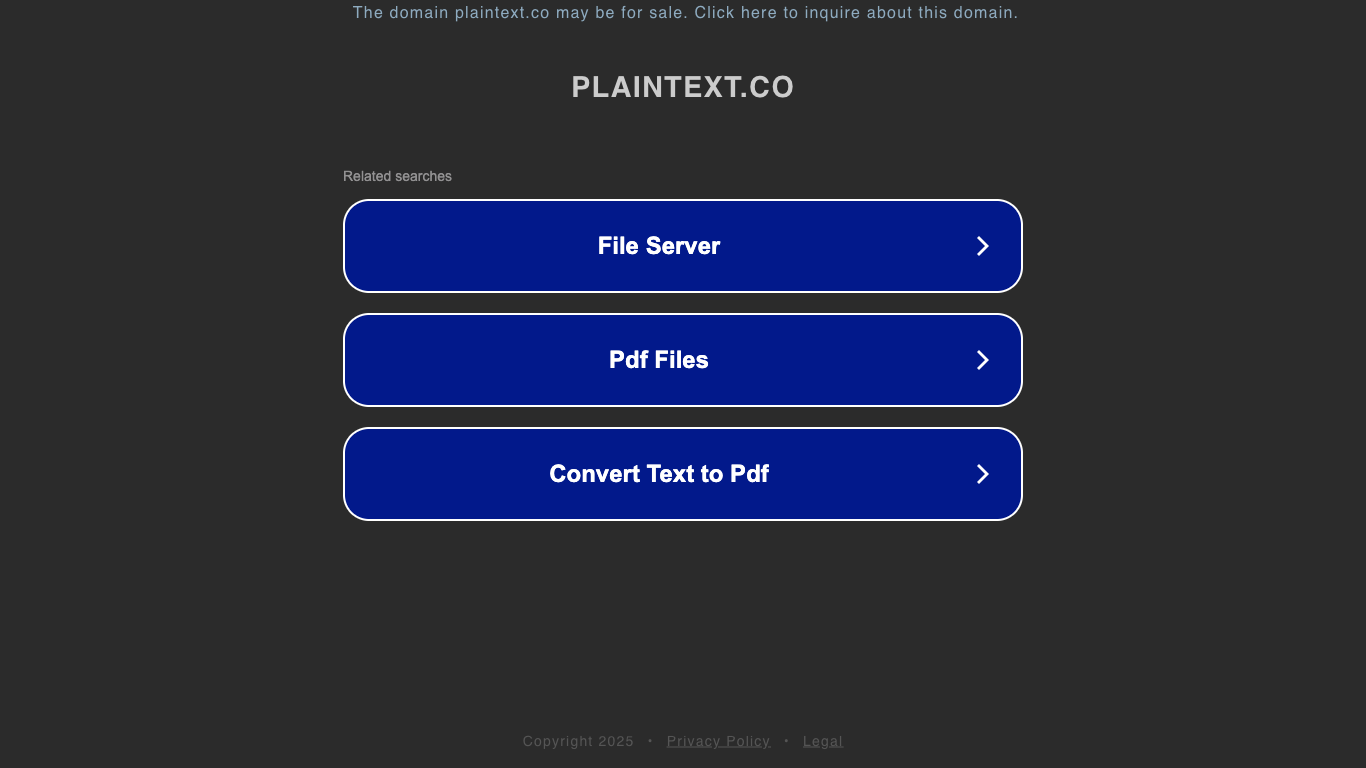 The domain plaintext.co may be for sale. Click here to inquire about this domain.
PLAINTEXT.CO
Related searches
File Server
Pdf Files
Convert Text to Pdf
Copyright 2025 • Privacy Policy • Legal